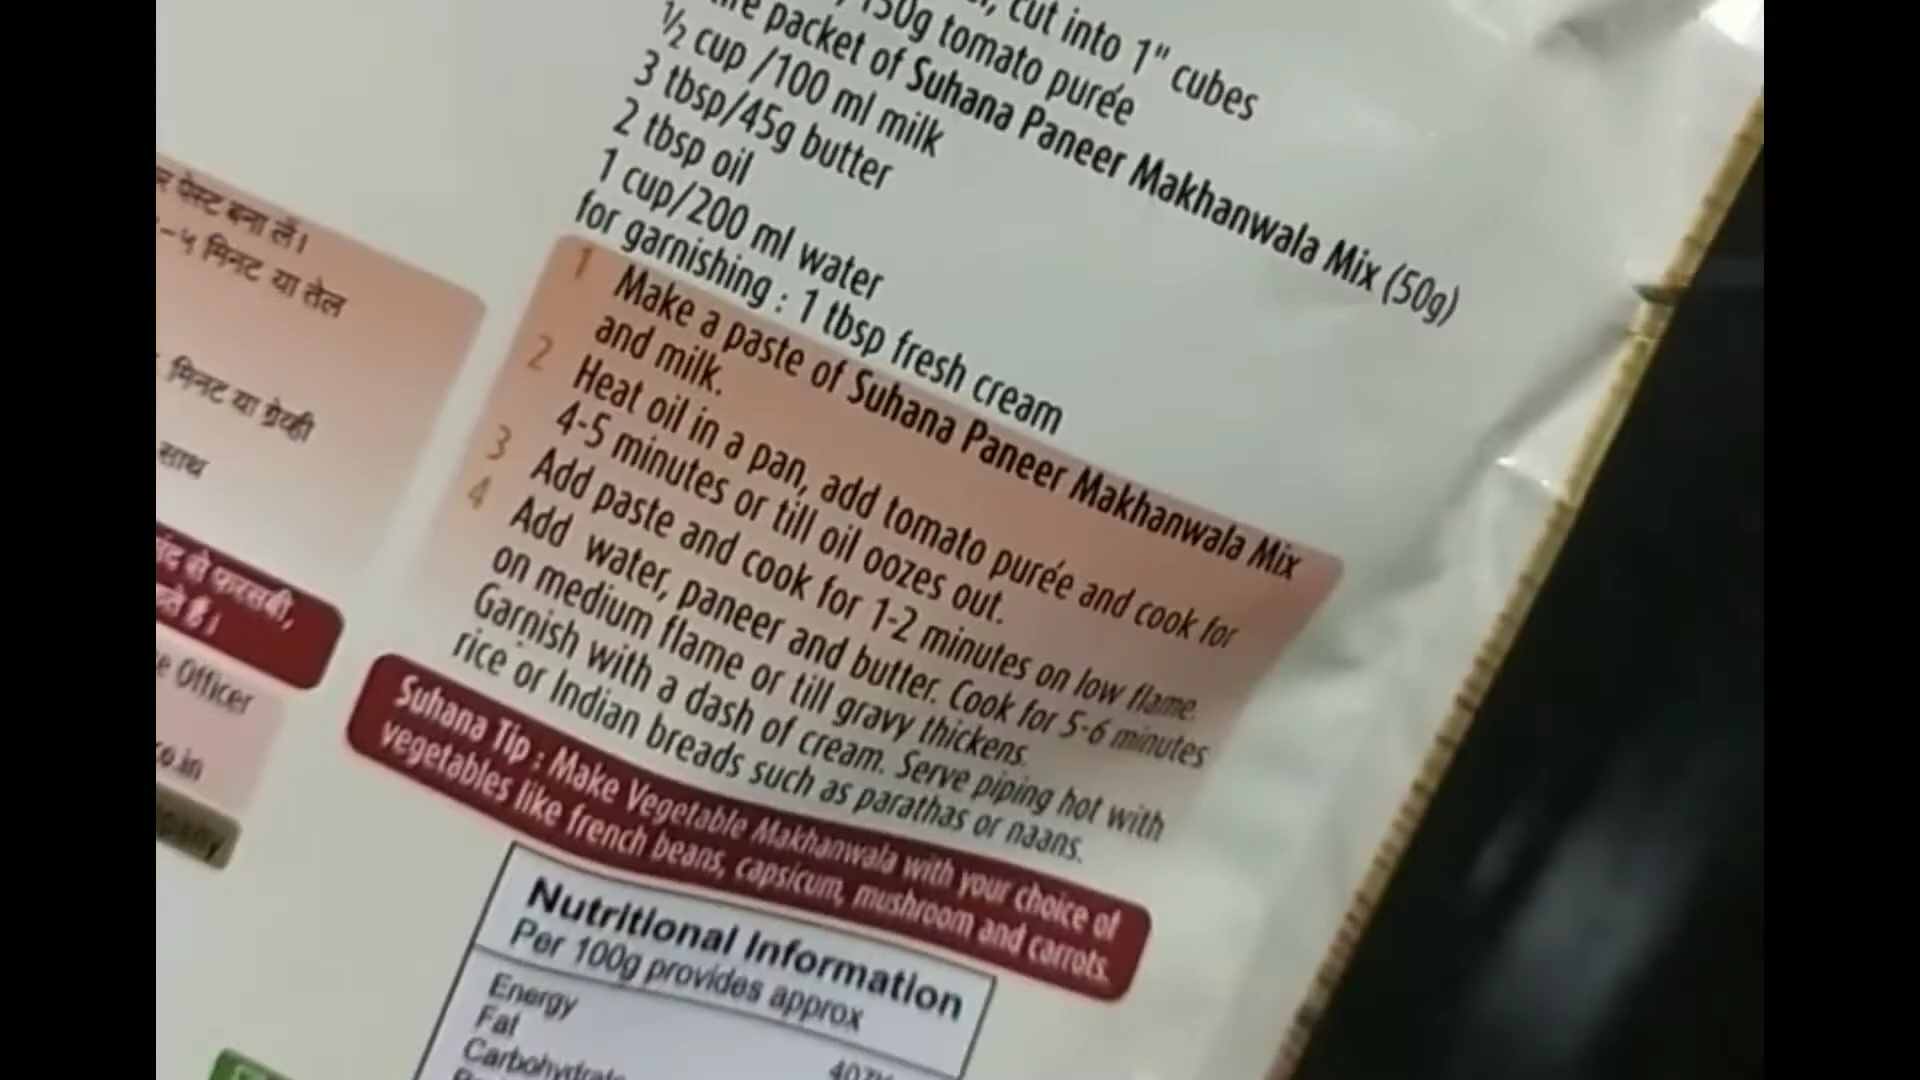 cut into 1" cubes
150g tomato purée
packet of Suhana Paneer Makhanwala Mix (50g)
½ cup /100 ml milk
3 tbsp/45g butter
2 tbsp oil
1 cup/200 ml water
for garnishing : 1 tbsp fresh cream
1 Make a paste of Suhana Paneer Makhanwala Mix
and milk.
2 Heat oil in a pan, add tomato purée and cook for
4-5 minutes or till oil oozes out.
3 Add paste and cook for 1-2 minutes on low flame.
4 Add water, paneer and butter. Cook for 5-6 minutes
on medium flame or till gravy thickens.
Garnish with a dash of cream. Serve piping hot with
rice or Indian breads such as parathas or naans.
Suhana Tip : Make Vegetable Makhanwala with your choice of
vegetables like french beans, capsicum, mushroom and carrots.
Nutritional Information
Per 100g provides approx
Energy
Fat
पेस्ट बना लें।
-५ मिनट या तेल
मिनट या ग्रेव्ही
साथ
Officer
co.in